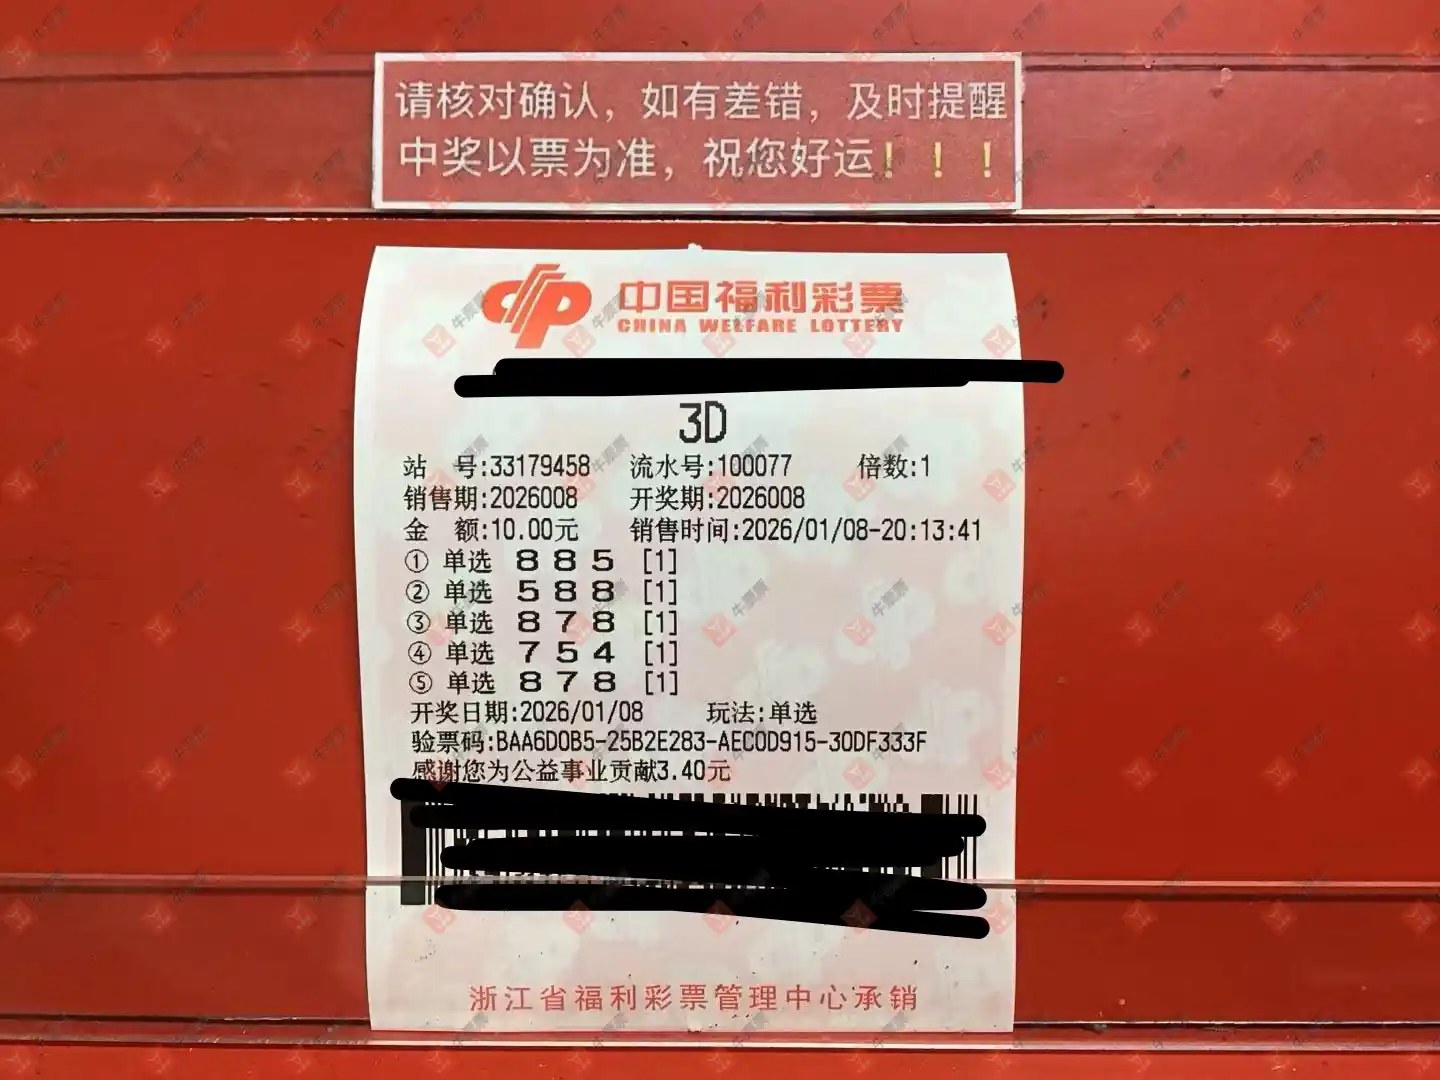 请核对确认，如有差错，及时提醒
中奖以票为准，祝您好运！！！
中国福利彩票
CHINA WELFARE LOTTERY
3D
站 号:33179458 流水号:100077 倍数:1
销售期:2026008 开奖期:2026008
金 额:10.00元 销售时间:2026/01/08-20:13:41
① 单选 8 8 5 [1]
② 单选 5 8 8 [1]
③ 单选 8 7 8 [1]
④ 单选 7 5 4 [1]
⑤ 单选 8 7 8 [1]
开奖日期:2026/01/08 玩法:单选
验票码:BAA6D0B5-25B2E283-AEC0D915-30DF333F
感谢您为公益事业贡献3.40元
浙江省福利彩票管理中心承销